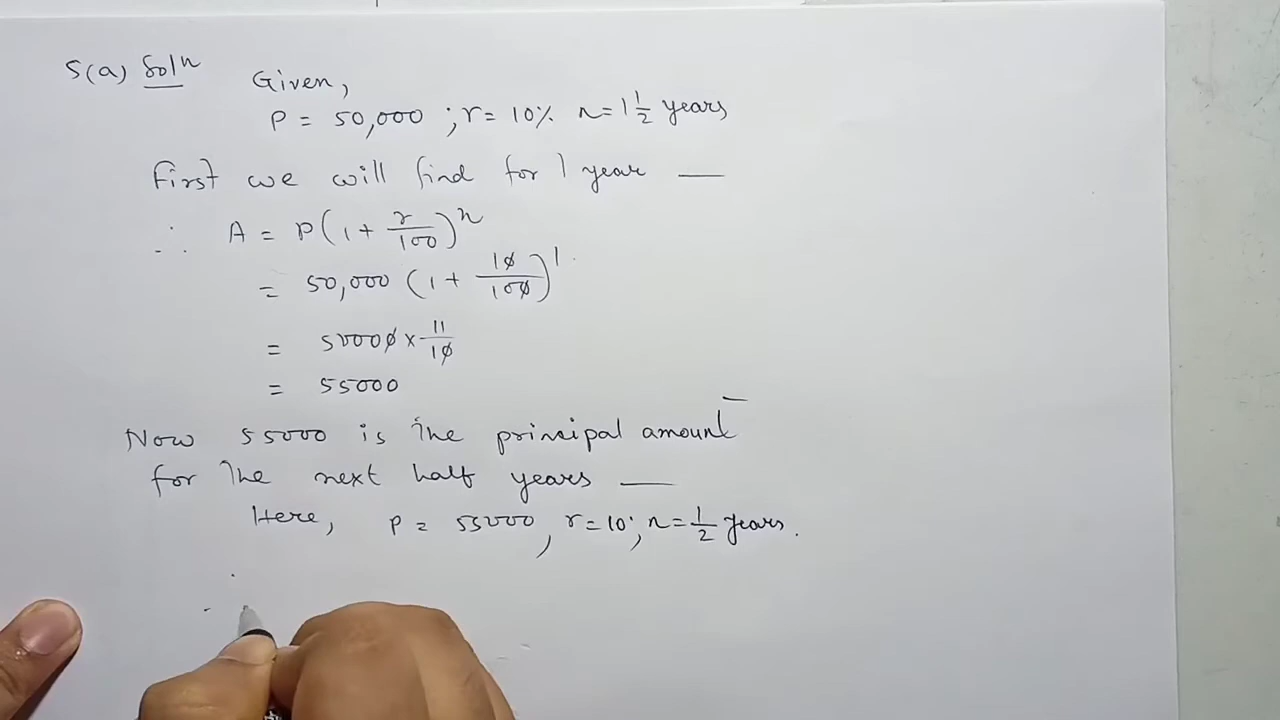 5(a) Solⁿ Given,
P = 50,000 ; r = 10% n = 1 1/2 years
First we will find for 1 year —
∴ A = P(1 + r/100)ⁿ
= 50,000 (1 + 10/100)¹
= 50000 × 11/10
= 55000
Now 55000 is the principal amount
for the next half years —
Here, P = 55000, r = 10; n = 1/2 years.